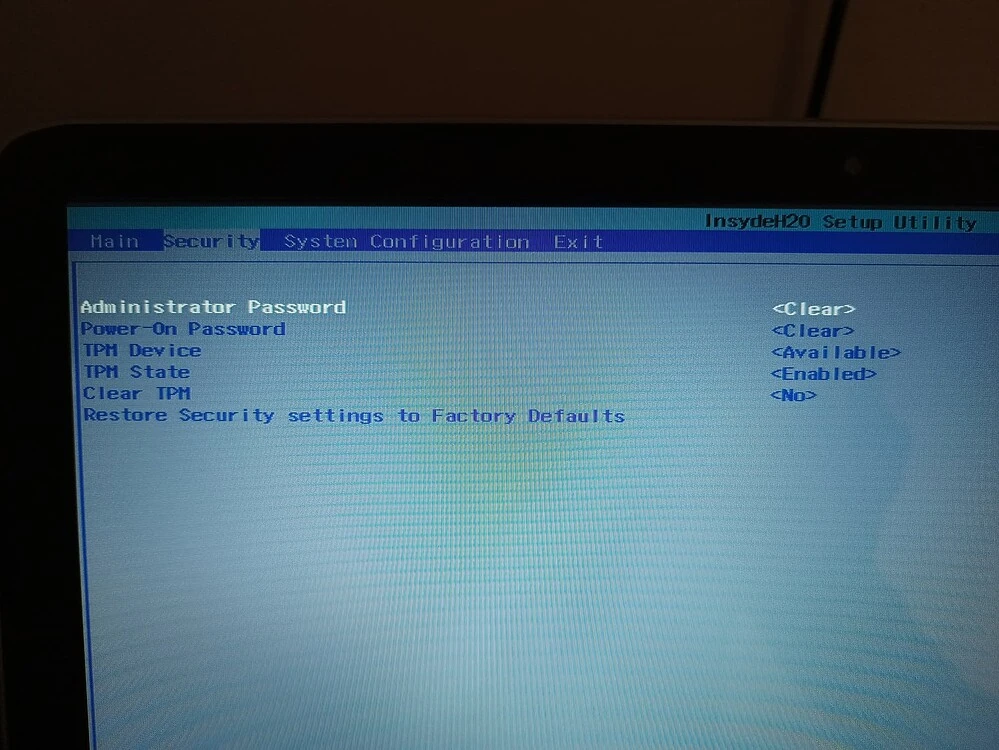 InsydeH20 Setup Utility
Main Security System Configuration Exit
Administrator Password <Clear>
Power-On Password <Clear>
TPM Device <Available>
TPM State <Enabled>
Clear TPM <No>
Restore Security settings to Factory Defaults